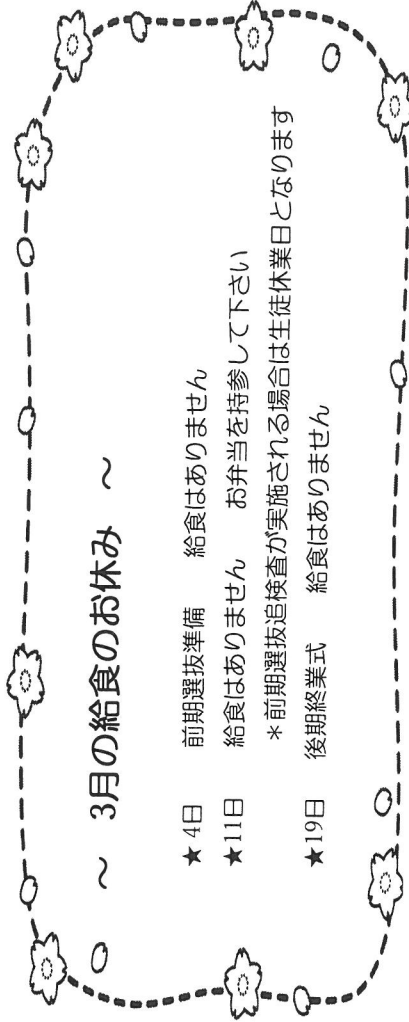 ～ 3月の給食のお休み ～
★ 4日 前期選抜準備 給食はありません
★11日 給食はありません お弁当を持参して下さい
＊前期選抜追検査が実施される場合は生徒休業日となります
★19日 後期終業式 給食はありません